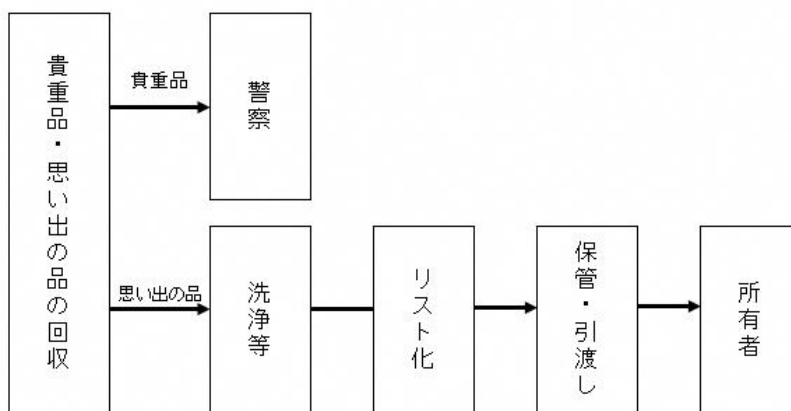 貴重品・思い出の品の回収
貴重品
警察
思い出の品
洗浄等
リスト化
保管・引渡し
所有者